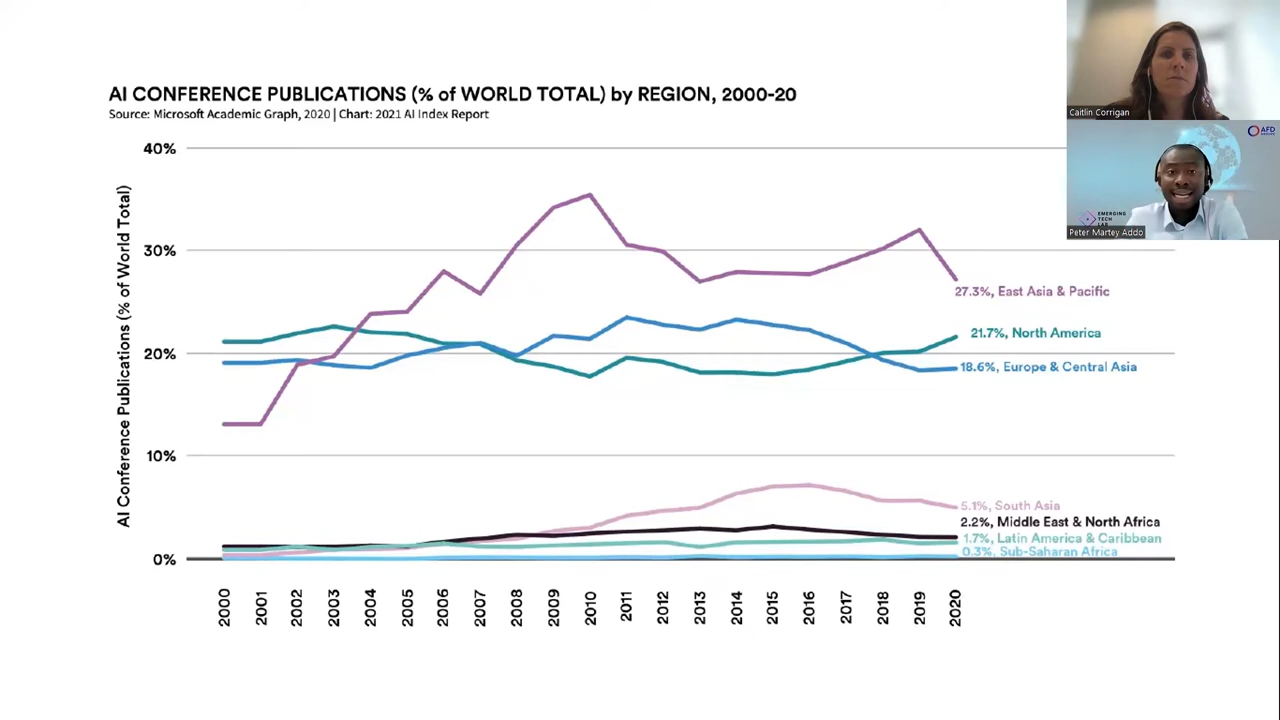 AI CONFERENCE PUBLICATIONS (% of WORLD TOTAL) by REGION, 2000-20
Source: Microsoft Academic Graph, 2020 | Chart: 2021 AI Index Report
AI Conference Publications (% of World Total)
40%
30%
20%
10%
0%
27.3%, East Asia & Pacific
21.7%, North America
18.6%, Europe & Central Asia
5.1%, South Asia
2.2%, Middle East & North Africa
1.7%, Latin America & Caribbean
0.3%, Sub-Saharan Africa
2000
2001
2002
2003
2004
2005
2006
2007
2008
2009
2010
2011
2012
2013
2014
2015
2016
2017
2018
2019
2020
Caitlin Corrigan
AFD
EMERGING
TECH
Peter Martey Addo